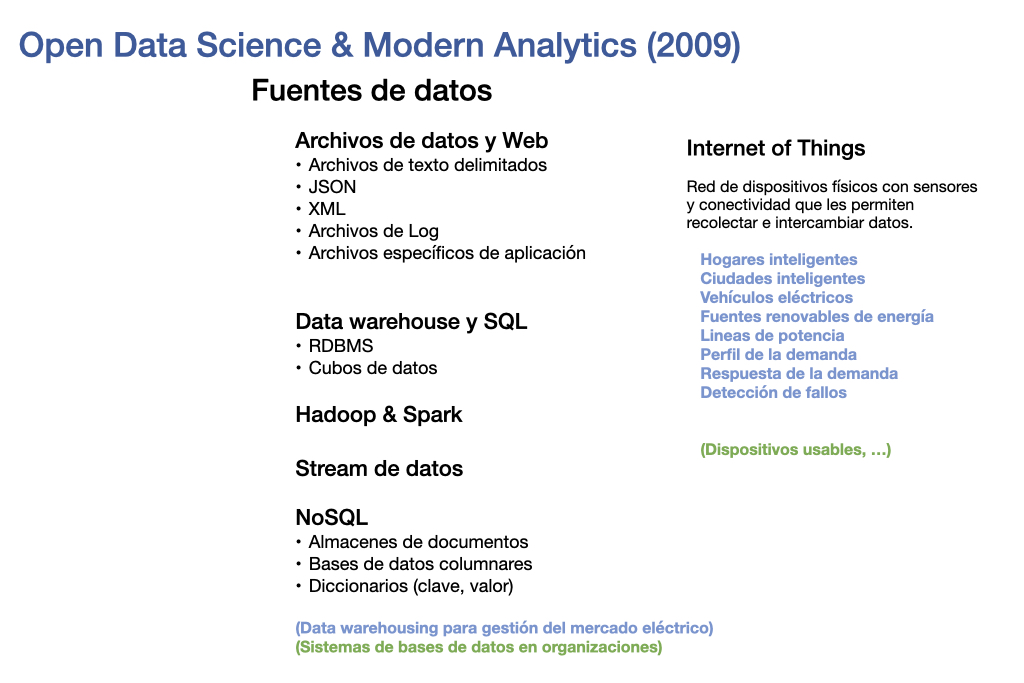 Open Data Science & Modern Analytics (2009)
Fuentes de datos
Archivos de datos y Web
• Archivos de texto delimitados
• JSON
• XML
• Archivos de Log
• Archivos específicos de aplicación
Data warehouse y SQL
• RDBMS
• Cubos de datos
Hadoop & Spark
Stream de datos
NoSQL
• Almacenes de documentos
• Bases de datos columnares
• Diccionarios (clave, valor)
(Data warehousing para gestión del mercado eléctrico)
(Sistemas de bases de datos en organizaciones)
Internet of Things
Red de dispositivos físicos con sensores
y conectividad que les permiten
recolectar e intercambiar datos.
Hogares inteligentes
Ciudades inteligentes
Vehículos eléctricos
Fuentes renovables de energía
Lineas de potencia
Perfil de la demanda
Respuesta de la demanda
Detección de fallos
(Dispositivos usables, …)